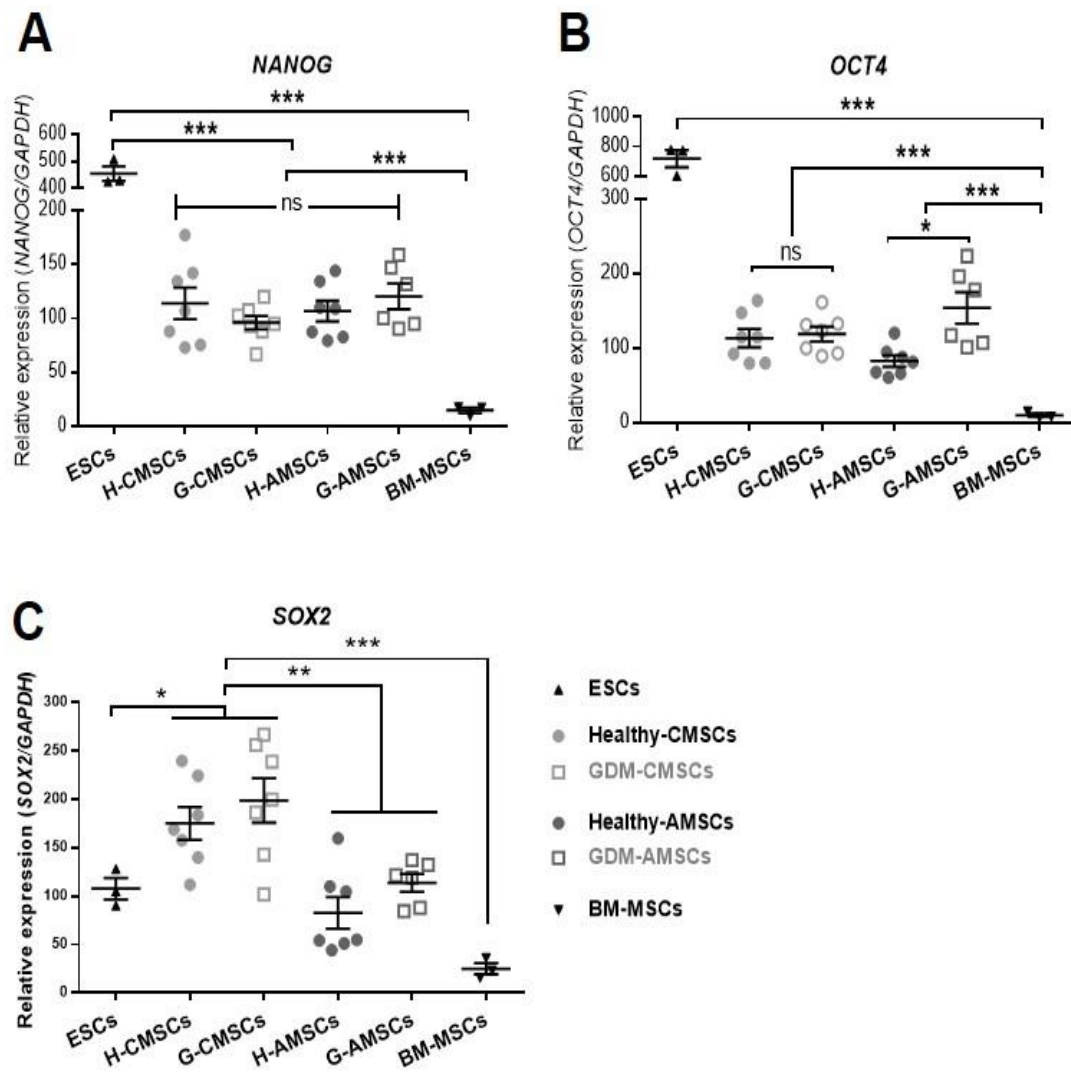 A
NANOG
***
***
***
ns
Relative expression (NANOG/GAPDH)
600
500
400
200
150
100
50
0
ESCs
H-CMSCs
G-CMSCs
H-AMSCs
G-AMSCs
BM-MSCs
B
OCT4
***
***
***
*
ns
Relative expression (OCT4/GAPDH)
1000
800
600
300
200
100
0
ESCs
H-CMSCs
G-CMSCs
H-AMSCs
G-AMSCs
BM-MSCs
C
SOX2
***
**
*
Relative expression (SOX2/GAPDH)
300
250
200
150
100
50
0
ESCs
H-CMSCs
G-CMSCs
H-AMSCs
G-AMSCs
BM-MSCs
ESCs
Healthy-CMSCs
GDM-CMSCs
Healthy-AMSCs
GDM-AMSCs
BM-MSCs